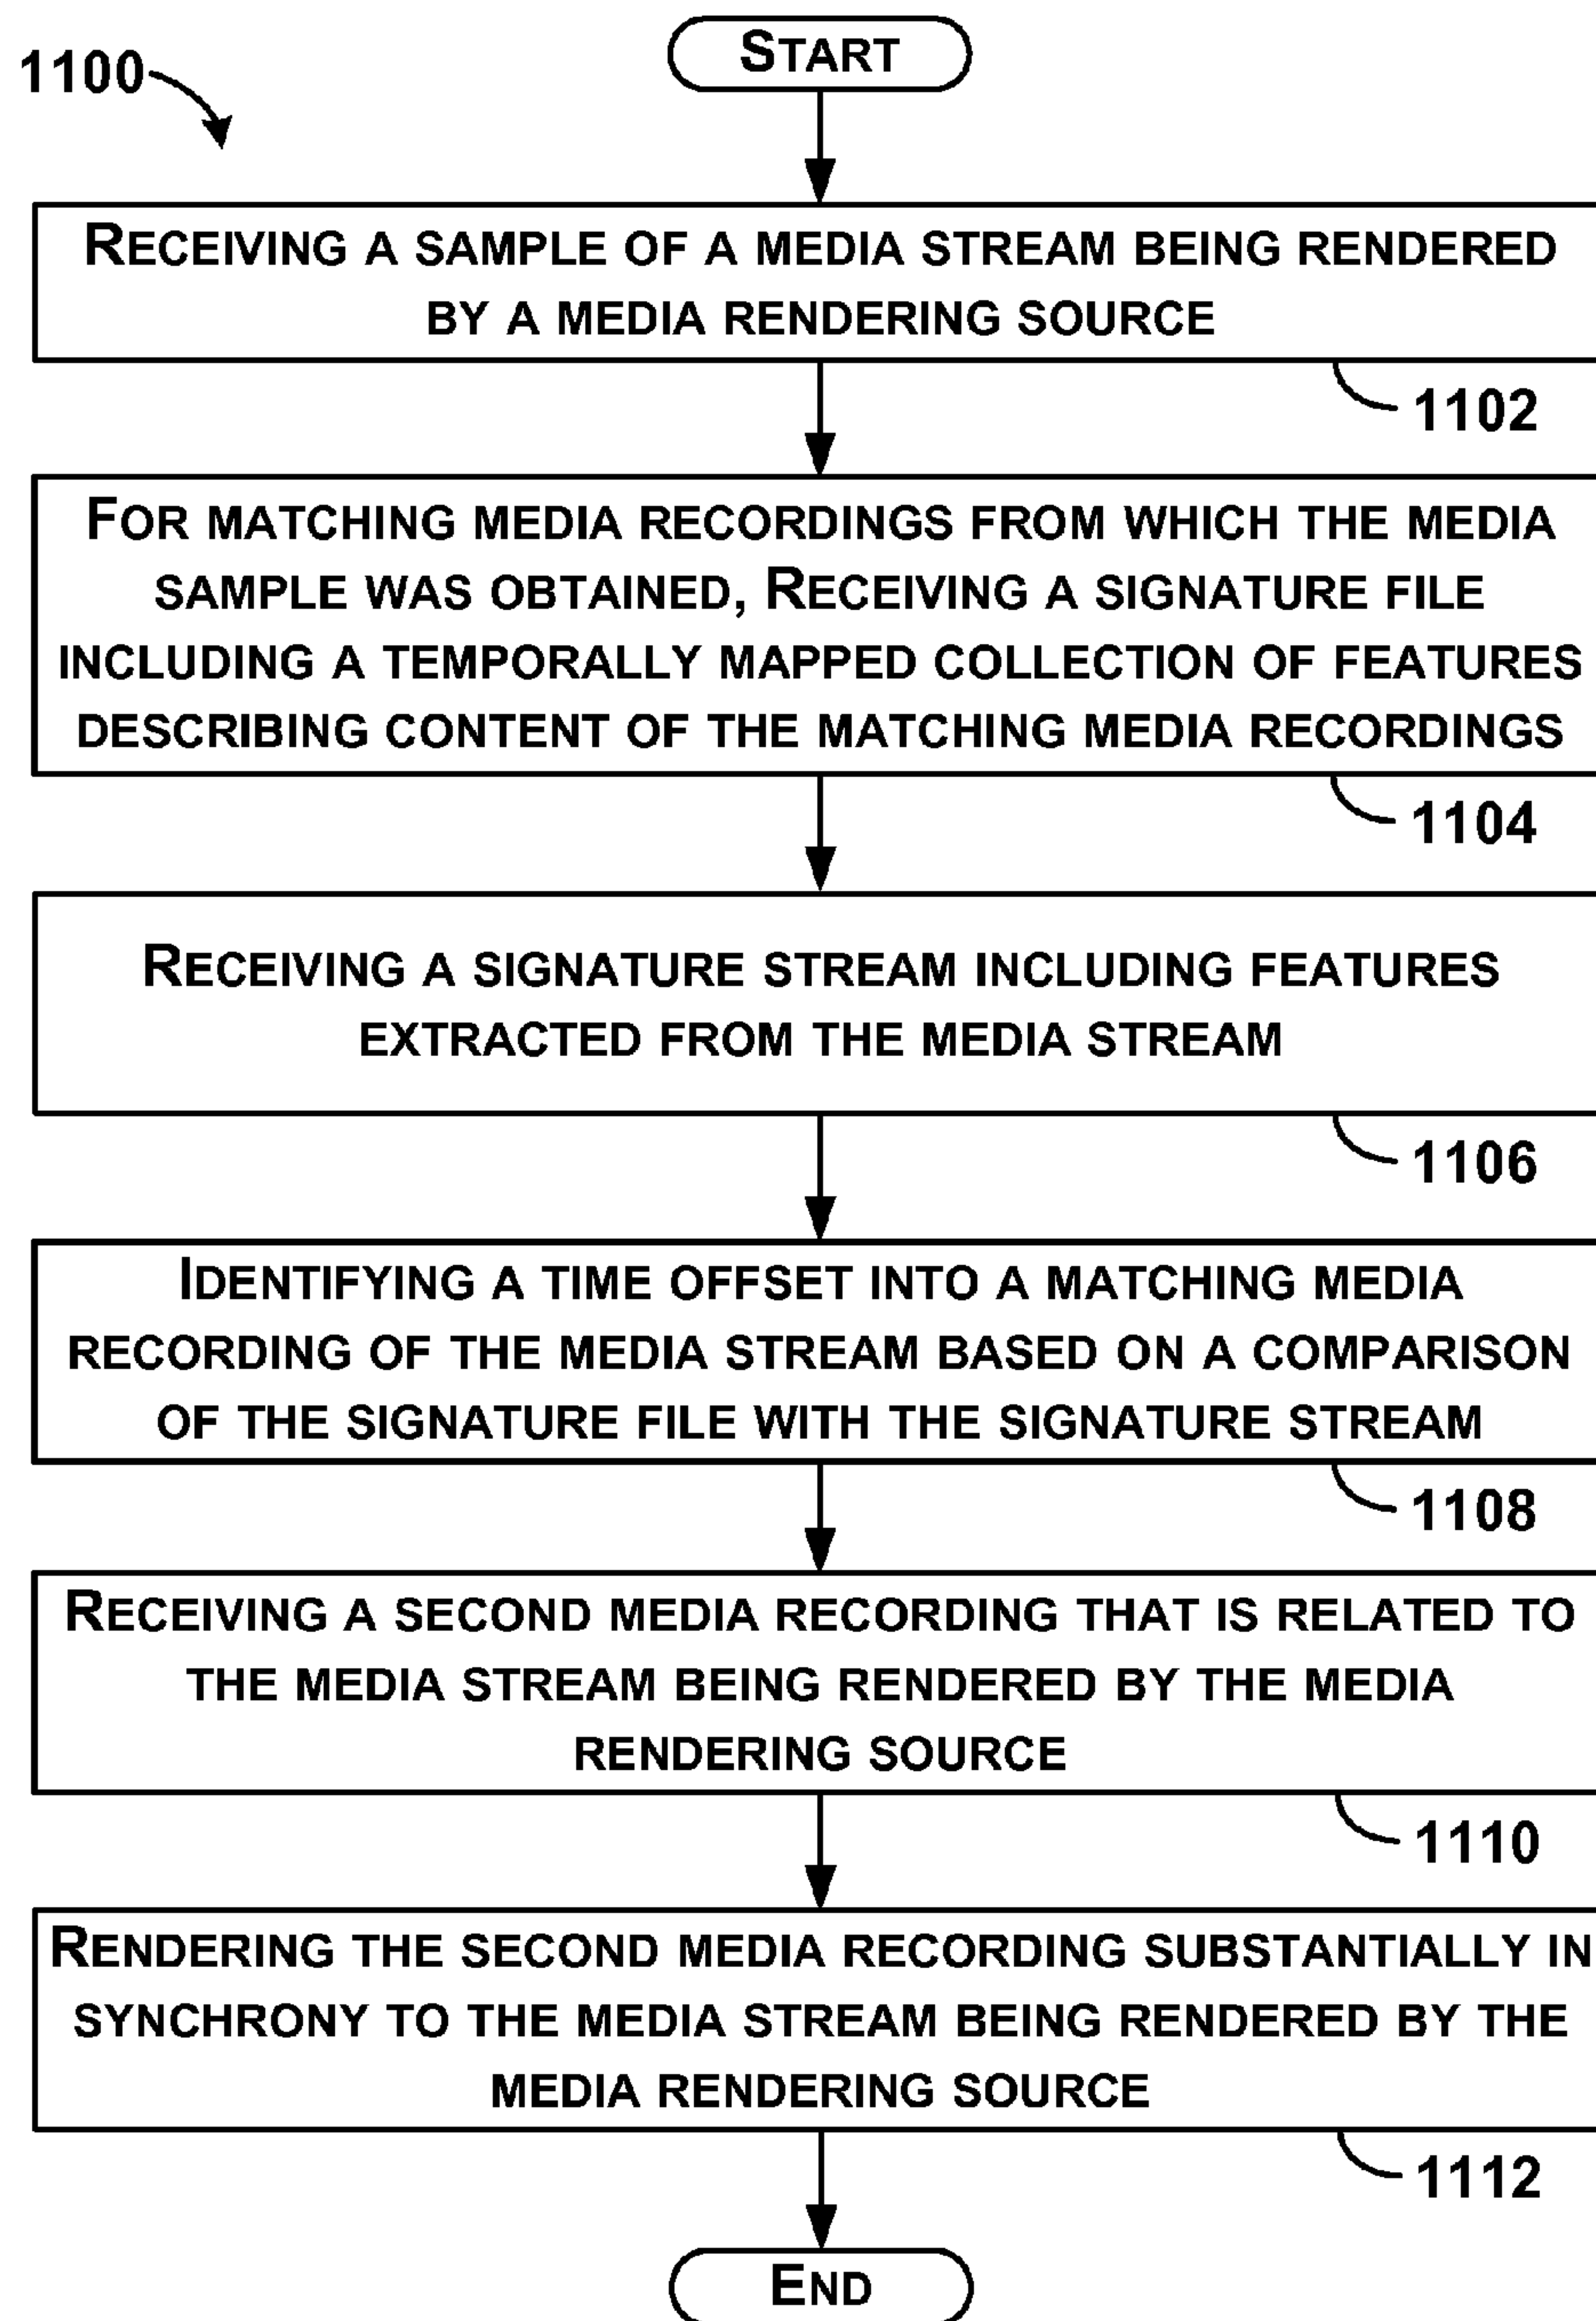 START
1100
RECEIVING A SAMPLE OF A MEDIA STREAM BEING RENDERED
BY A MEDIA RENDERING SOURCE
1102
FOR MATCHING MEDIA RECORDINGS FROM WHICH THE MEDIA
SAMPLE WAS OBTAINED, RECEIVING A SIGNATURE FILE
INCLUDING A TEMPORALLY MAPPED COLLECTION OF FEATURES
DESCRIBING CONTENT OF THE MATCHING MEDIA RECORDINGS
1104
RECEIVING A SIGNATURE STREAM INCLUDING FEATURES
EXTRACTED FROM THE MEDIA STREAM
1106
IDENTIFYING A TIME OFFSET INTO A MATCHING MEDIA
RECORDING OF THE MEDIA STREAM BASED ON A COMPARISON
OF THE SIGNATURE FILE WITH THE SIGNATURE STREAM
1108
RECEIVING A SECOND MEDIA RECORDING THAT IS RELATED TO
THE MEDIA STREAM BEING RENDERED BY THE MEDIA
RENDERING SOURCE
1110
RENDERING THE SECOND MEDIA RECORDING SUBSTANTIALLY IN
SYNCHRONY TO THE MEDIA STREAM BEING RENDERED BY THE
MEDIA RENDERING SOURCE
1112
END